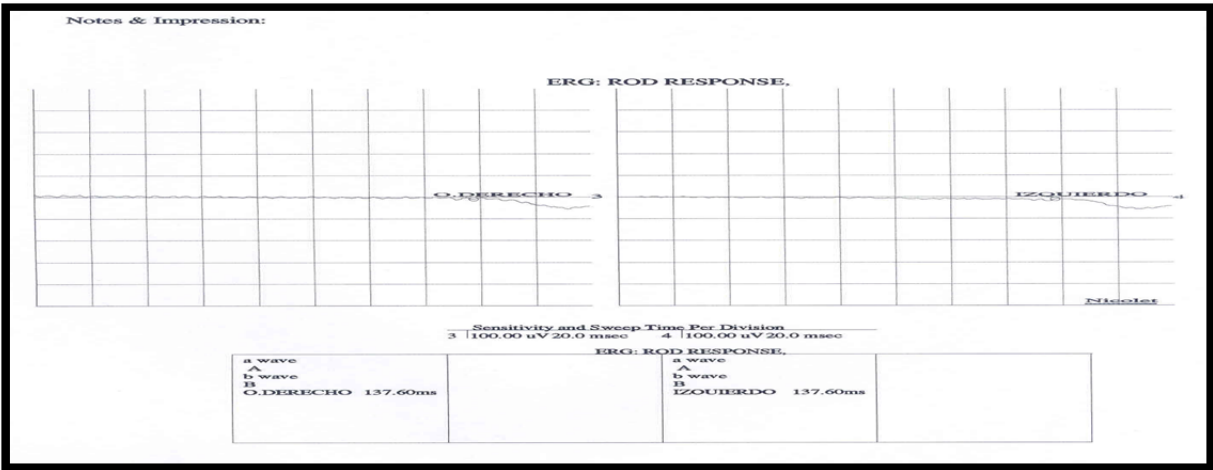 Notes & Impression:
ERG: ROD RESPONSE,
O.DERECHO 3
IZQUIERDO 4
Nicolet
Sensitivity and Sweep Time Per Division
3 100.00 uV 20.0 msec 4 100.00 uV 20.0 msec
ERG: ROD RESPONSE,
a wave
A
b wave
B
O.DERECHO 137.60ms
a wave
A
b wave
B
IZQUIERDO 137.60ms